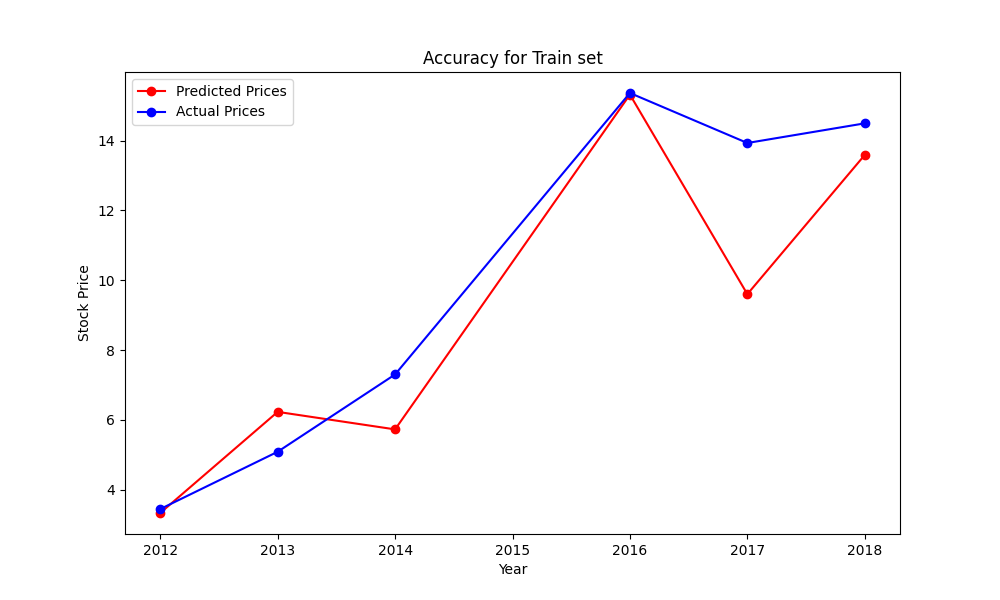 Accuracy for Train set
Predicted Prices
Actual Prices
14
12
10
8
6
4
Stock Price
2012 2013 2014 2015 2016 2017 2018
Year